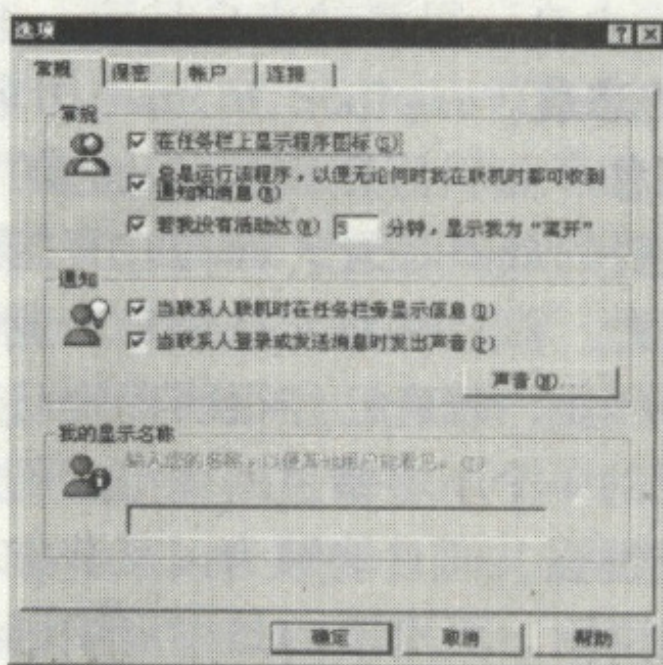 选项
常规 保密 帐户 连接
常规
在任务栏上显示程序图标(S)
总是运行该程序，以便无论何时我在联机时都可收到
通知和消息(R)
若我没有活动达(W) 5 分钟，显示我为“离开”
通知
当联系人联机时在任务栏旁显示信息(D)
当联系人登录或发送消息时发出声音(P)
声音(N)...
我的显示名称
输入您的名称，以便其他用户能看见。(T)
确定 取消 帮助